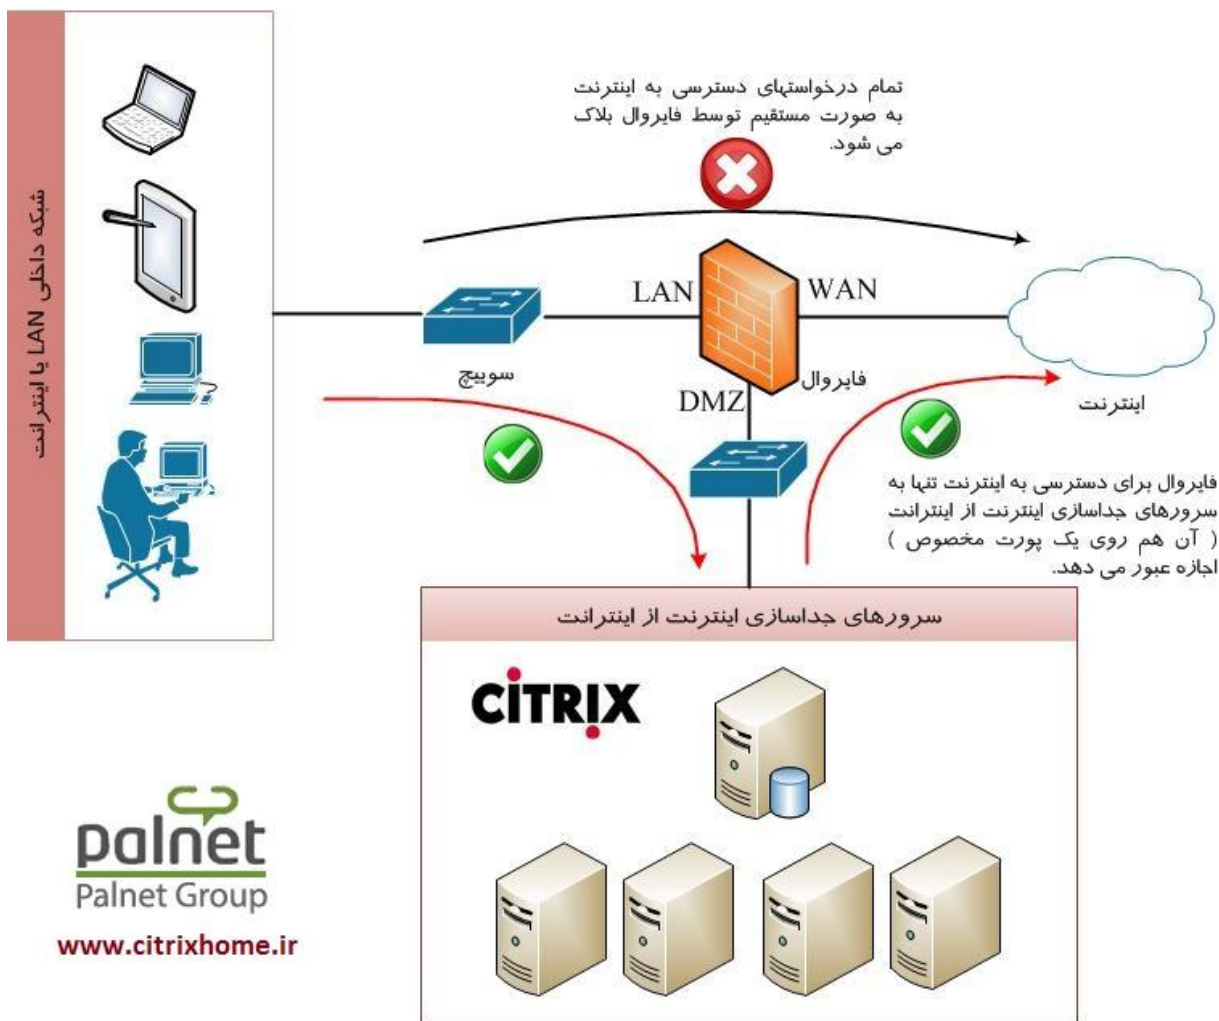 تمام درخواستهای دسترسی به اینترنت
به صورت مستقیم توسط فایروال بلاک
می شود.
شبکه داخلی LAN یا اینترانت
LAN
WAN
سوییچ
فایروال
DMZ
اینترنت
فایروال برای دسترسی به اینترنت تنها به
سرورهای جداسازی اینترنت از اینترانت
( آن هم روی یک پورت مخصوص )
اجازه عبور می دهد.
سرورهای جداسازی اینترنت از اینترانت
CİTRIX
palnet
Palnet Group
www.citrixhome.ir